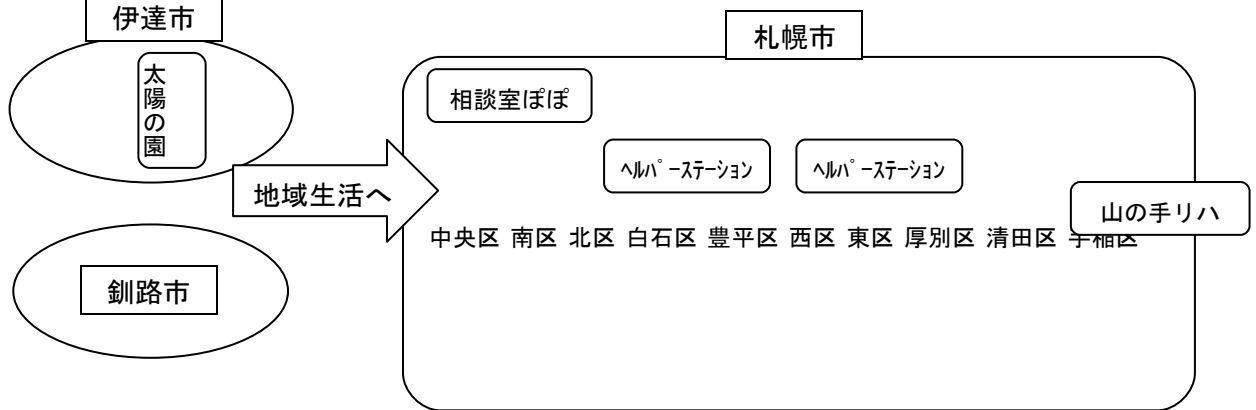 伊達市
太陽の園
地域生活へ
釧路市
札幌市
相談室ぽぽ
ﾍﾙﾊﾟｰｽﾃｰｼｮﾝ
ﾍﾙﾊﾟｰｽﾃｰｼｮﾝ
山の手リハ
中央区 南区 北区 白石区 豊平区 西区 東区 厚別区 清田区 手稲区